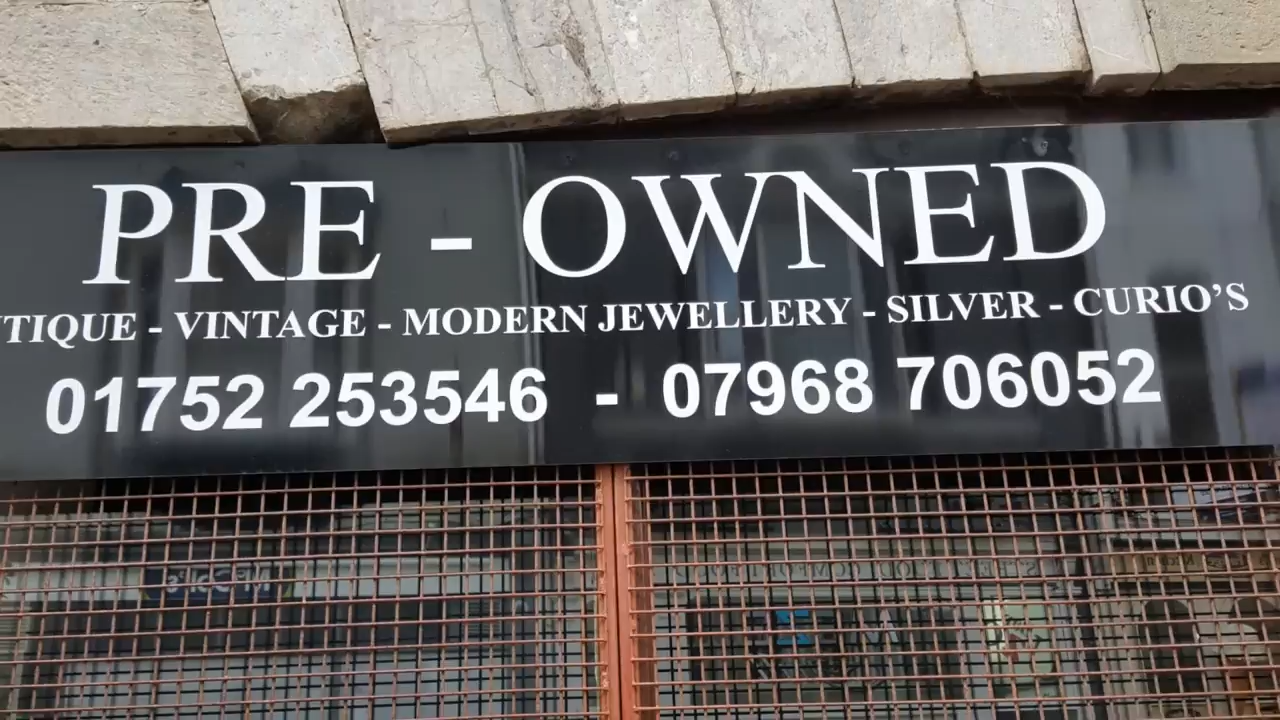 PRE - OWNED
TIQUE - VINTAGE - MODERN JEWELLERY - SILVER - CURIO'S
01752 253546 - 07968 706052